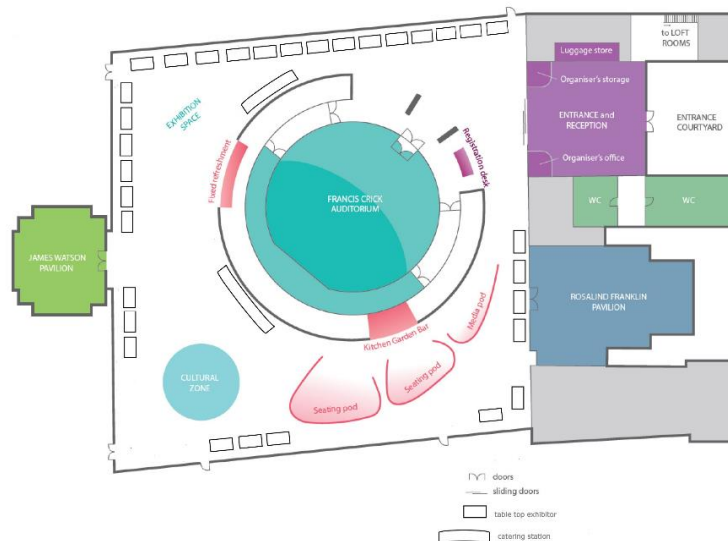 to LOFT
ROOMS
Luggage store
Organiser's storage
EXHIBITION
SPACE
ENTRANCE and
RECEPTION
ENTRANCE
COURTYARD
Registration desk
Fixed refreshment
Organiser's office
FRANCIS CRICK
AUDITORIUM
WC
WC
JAMES WATSON
PAVILION
ROSALIND FRANKLIN
PAVILION
Media pod
Kitchen Garden Bar
CULTURAL
ZONE
Seating pod
Seating pod
doors
sliding doors
table top exhibitor
catering station